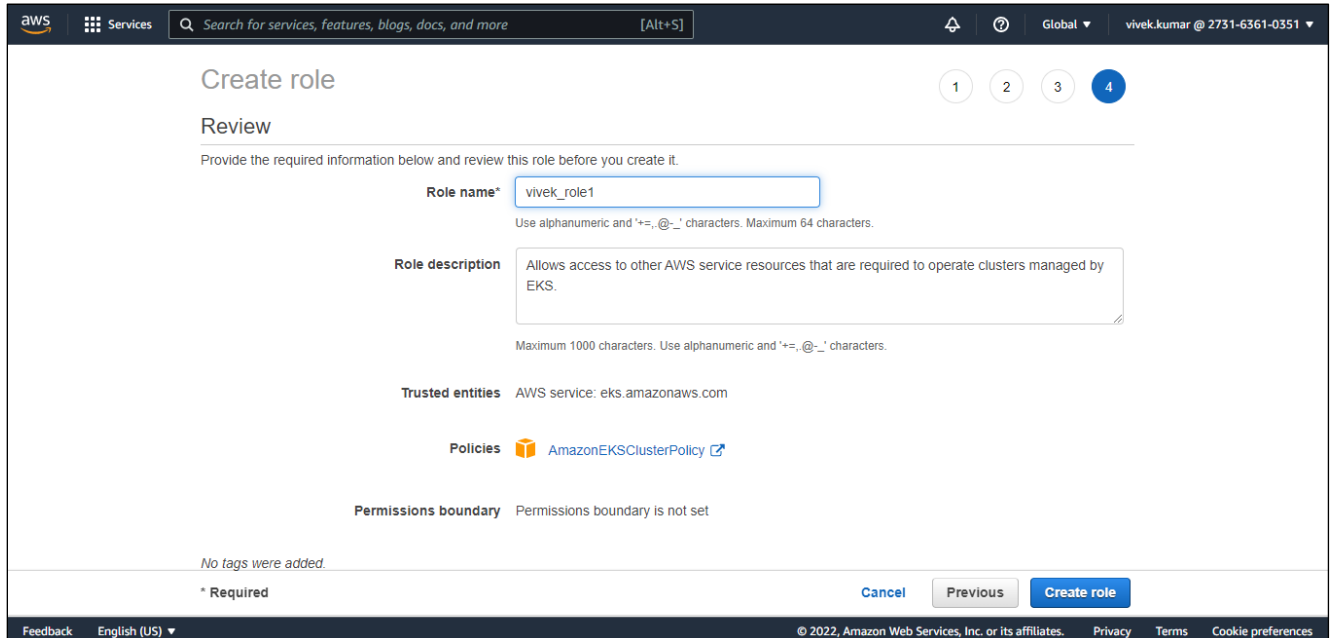 aws Services Search for services, features, blogs, docs, and more [Alt+S] Global ▼ vivek.kumar @ 2731-6361-0351 ▼
Create role 1 2 3 4
Review
Provide the required information below and review this role before you create it.
Role name* vivek_role1
Use alphanumeric and '+=,.@-_' characters. Maximum 64 characters.
Role description Allows access to other AWS service resources that are required to operate clusters managed by
EKS.
Maximum 1000 characters. Use alphanumeric and '+=,.@-_' characters.
Trusted entities AWS service: eks.amazonaws.com
Policies AmazonEKSClusterPolicy
Permissions boundary Permissions boundary is not set
No tags were added.
* Required Cancel Previous Create role
Feedback English (US) ▼ © 2022, Amazon Web Services, Inc. or its affiliates. Privacy Terms Cookie preferences